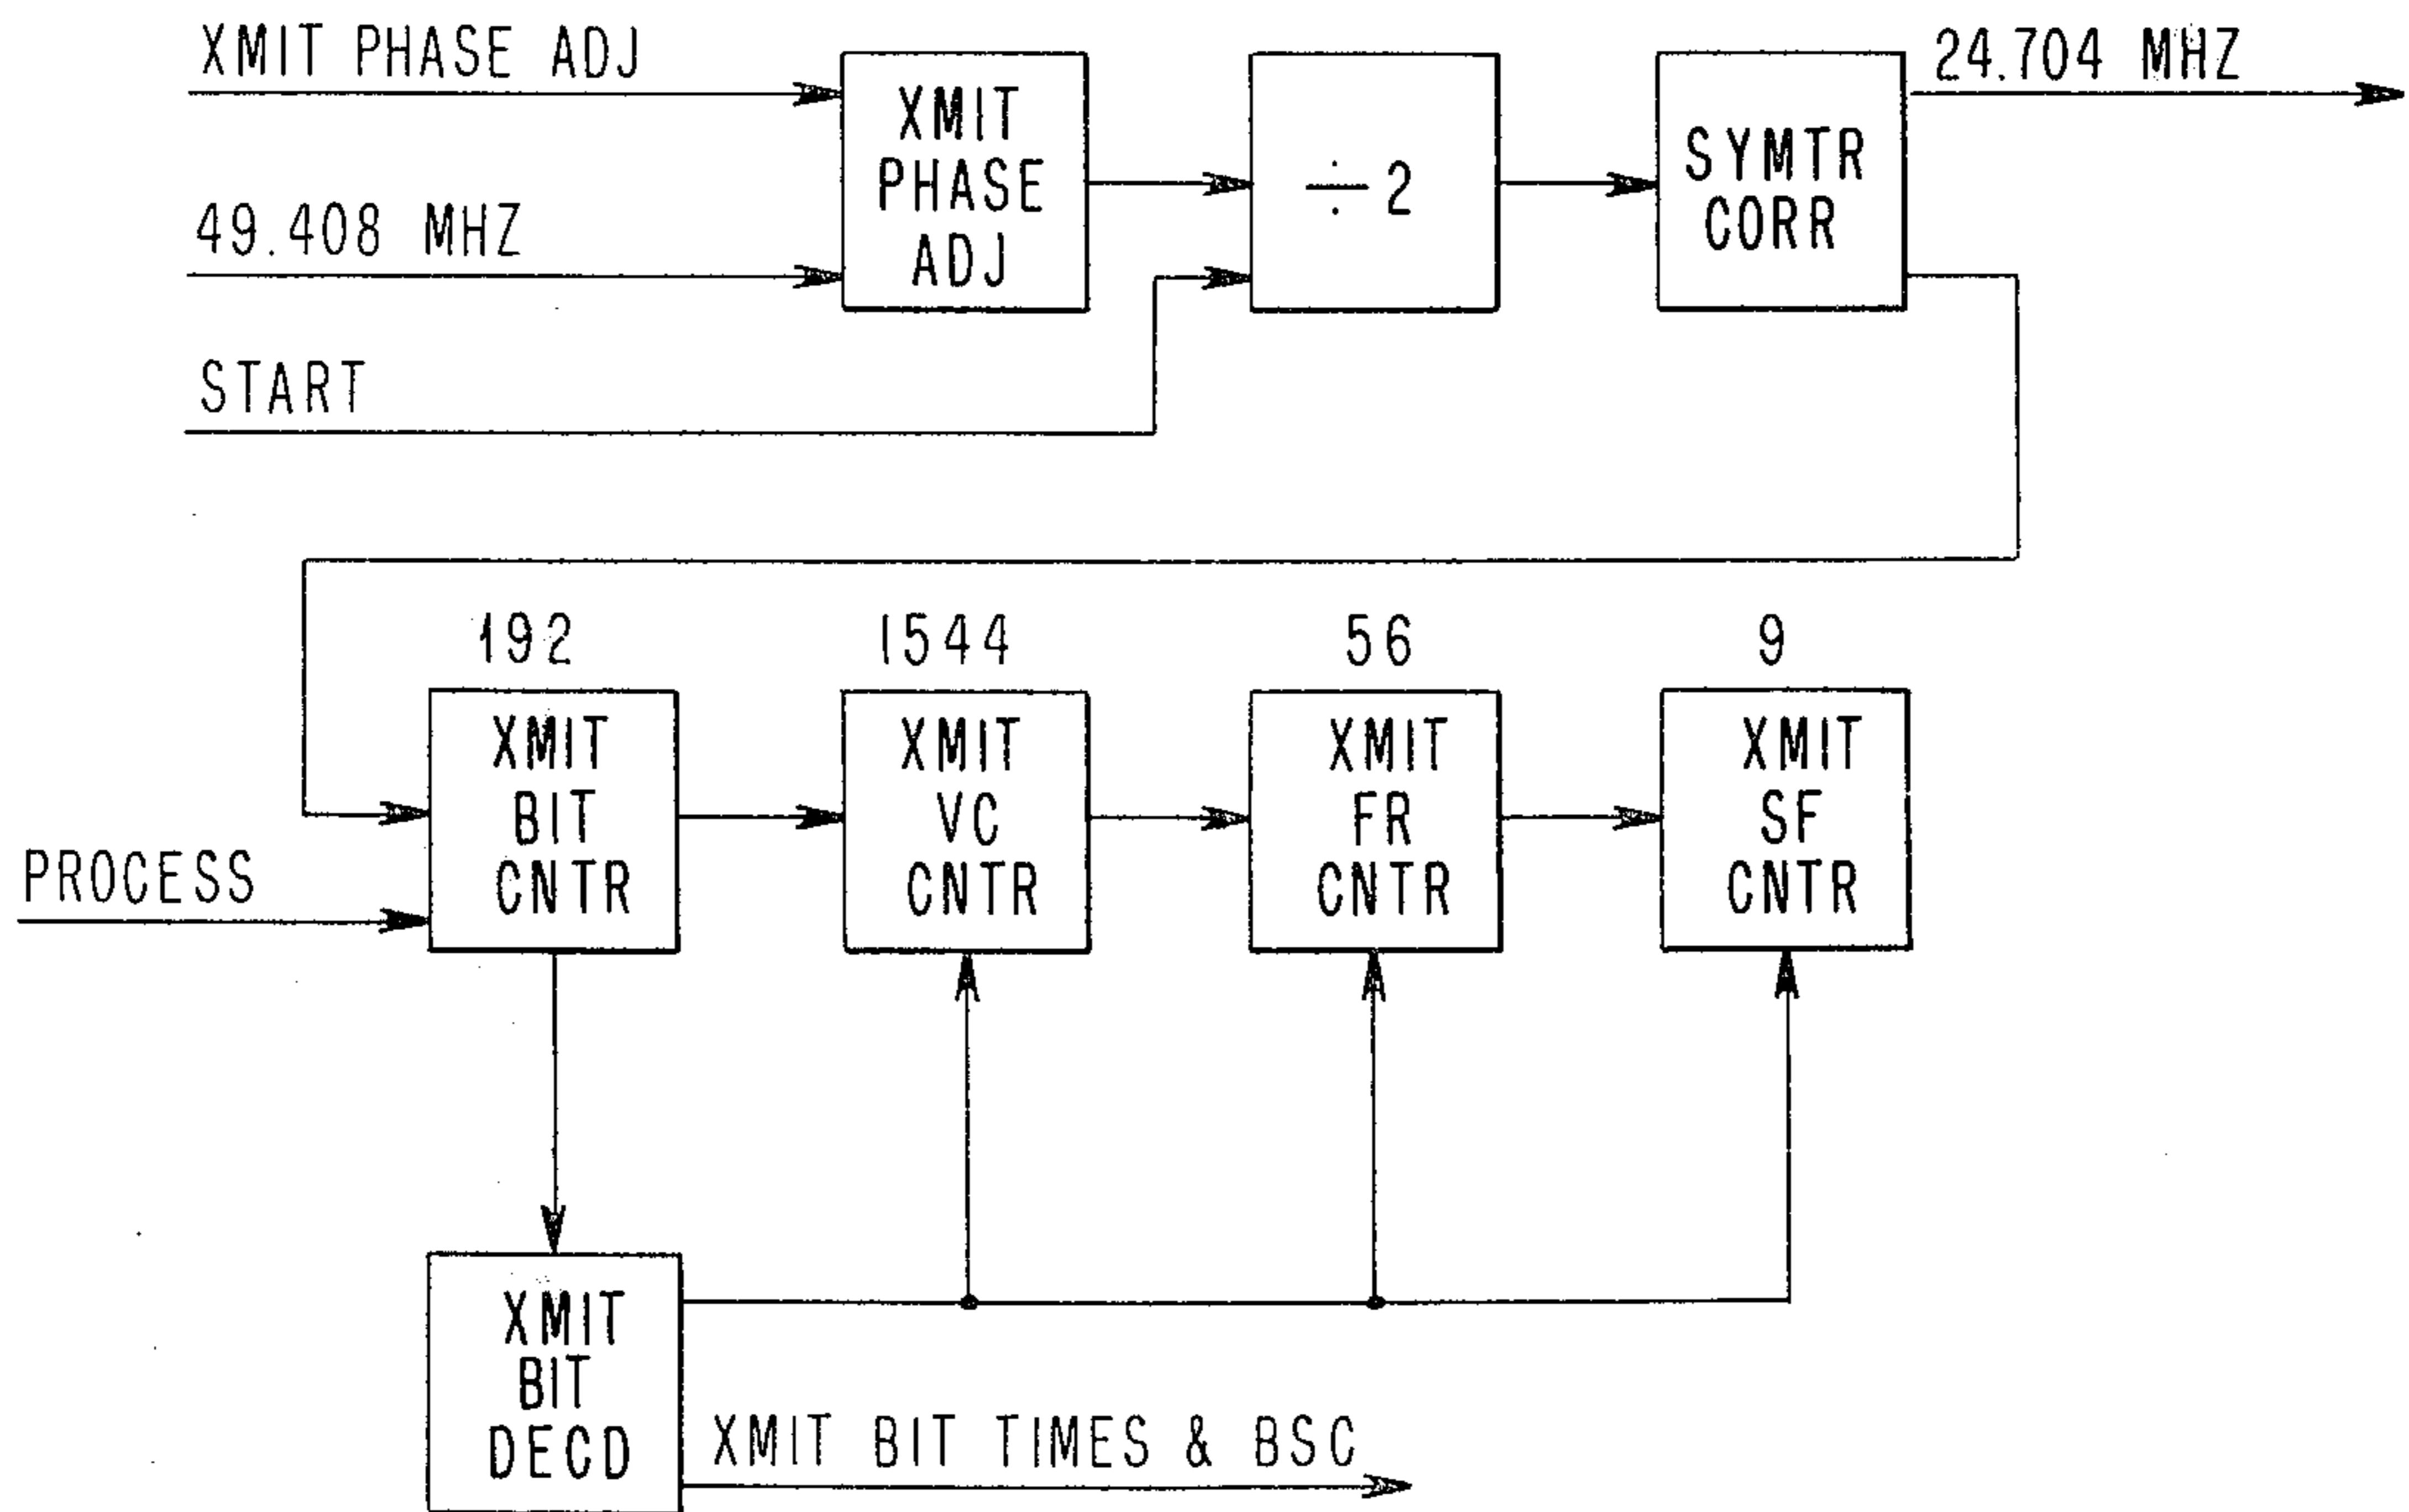 XMIT PHASE ADJ
49.408 MHZ
START
XMIT
PHASE
ADJ
÷2
SYMTR
CORR
24.704 MHZ
192
1544
56
9
PROCESS
XMIT
BIT
CNTR
XMIT
VC
CNTR
XMIT
FR
CNTR
XMIT
SF
CNTR
XMIT
BIT
DECD
XMIT BIT TIMES & BSC